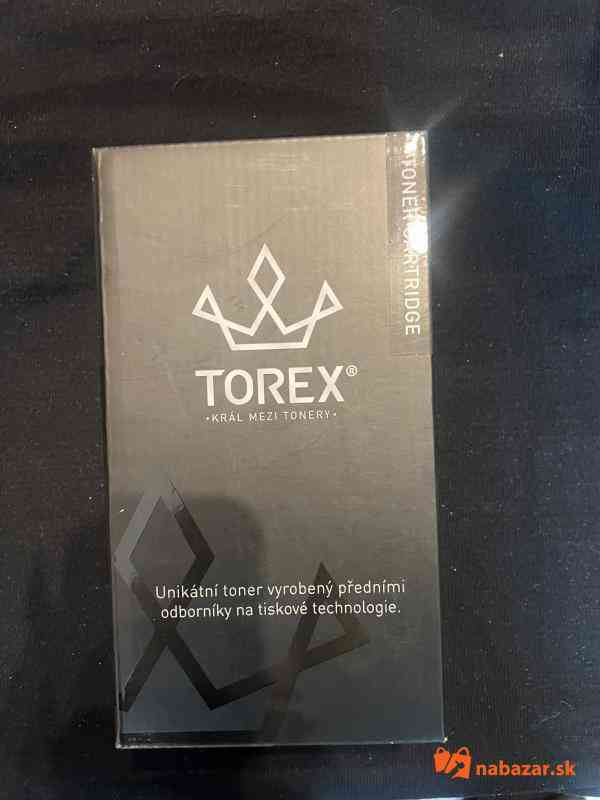 TONER CARTRIDGE
TOREX®
•KRÁL MEZI TONERY•
Unikátní toner vyrobený předními
odborníky na tiskové technologie.
nabazar.sk